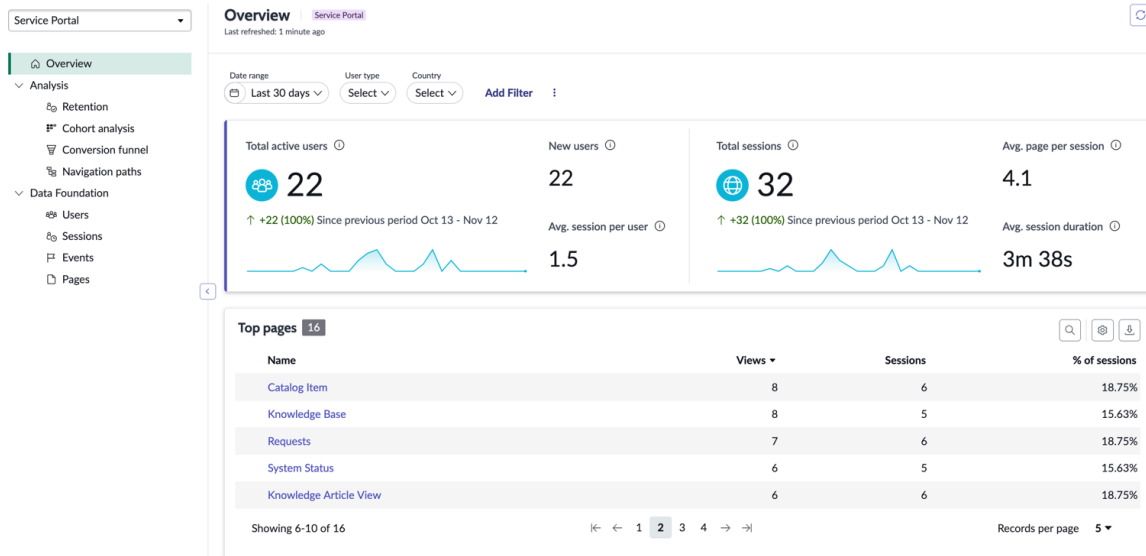 Service Portal
Overview
Analysis
Retention
Cohort analysis
Conversion funnel
Navigation paths
Data Foundation
Users
Sessions
Events
Pages
Overview Service Portal
Last refreshed: 1 minute ago
Date range User type Country
Last 30 days Select Select Add Filter
Total active users New users Total sessions Avg. page per session
22 22 32 4.1
+22 (100%) Since previous period Oct 13 - Nov 12 Avg. session per user +32 (100%) Since previous period Oct 13 - Nov 12 Avg. session duration
1.5 3m 38s
Top pages 16
Name Views Sessions % of sessions
Catalog Item 8 6 18.75%
Knowledge Base 8 5 15.63%
Requests 7 6 18.75%
System Status 6 5 15.63%
Knowledge Article View 6 6 18.75%
Showing 6-10 of 16 1 2 3 4 Records per page 5